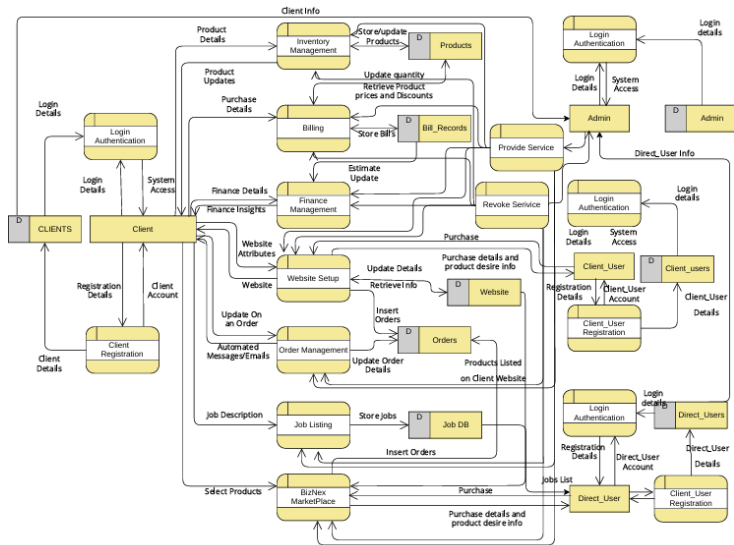 Client Info
Product
Details
Inventory
Management
Store/update
Products
D
Products
Login
Authentication
Login
details
Product
Updates
Update quantity
Retrieve Product
prices and Discounts
Login
Details
System
Access
Login
Details
Login
Authentication
Purchase
Details
Billing
Store Bills
D
Bill_Records
Provide Service
Admin
D
Admin
Direct_User Info
Login
Details
System
Access
Estimate
Update
Finance Details
Finance Insights
Finance
Management
Revoke Serivice
Login
Authentication
Login
details
D
CLIENTS
Client
Website
Attributes
Website
Website Setup
Purchase
Purchase details and
product desire info
Login
Details
System
Access
Client_User
D
Client_users
Registration
Details
Client
Account
Update Details
Retrieve Info
D
Website
Registration
Details
Client_User
Account
Client_User
Details
Client_User
Registration
Insert
Orders
Update On
an Order
Automated
Messages/Emails
Order Management
D
Orders
Update Order
Details
Products Listed
on Client Website
Client
Details
Client
Registration
Job Description
Job Listing
Store Jobs
D
Job DB
Login
Authentication
Login
details
D
Direct_Users
Insert Orders
Registration
Details
Direct_User
Account
Direct_User
Details
Select Products
BizNex
MarketPlace
Purchase
Jobs List
Direct_User
Client_User
Registration
Purchase details and
product desire info